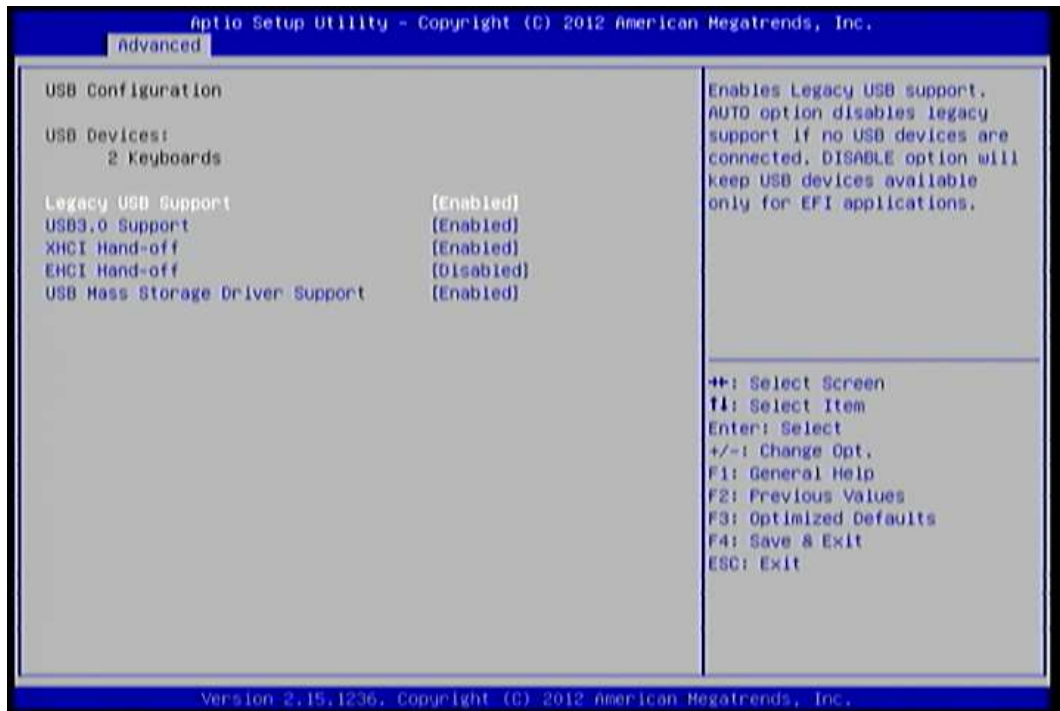 Aptio Setup Utility - Copyright (C) 2012 American Megatrends, Inc.
Advanced
USB Configuration
USB Devices:
2 Keyboards
Legacy USB Support [Enabled]
USB3.0 Support [Enabled]
XHCI Hand-off [Enabled]
EHCI Hand-off [Disabled]
USB Mass Storage Driver Support [Enabled]
Enables Legacy USB support.
AUTO option disables legacy
support if no USB devices are
connected. DISABLE option will
keep USB devices available
only for EFI applications.
→←: Select Screen
↑↓: Select Item
Enter: Select
+/-: Change Opt.
F1: General Help
F2: Previous Values
F3: Optimized Defaults
F4: Save & Exit
ESC: Exit
Version 2.15.1236. Copyright (C) 2012 American Megatrends, Inc.